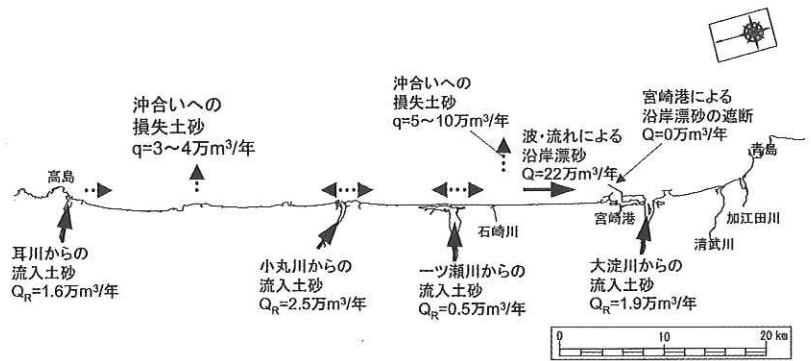 沖合いへの
損失土砂
q=3～4万m³/年
沖合いへの
損失土砂
q=5～10万m³/年
波・流れによる
沿岸漂砂
Q=22万m³/年
宮崎港による
沿岸漂砂の遮断
Q=0万m³/年
高島
青島
石崎川
宮崎港
加江田川
清武川
耳川からの
流入土砂
QR=1.6万m³/年
小丸川からの
流入土砂
QR=2.5万m³/年
一ツ瀬川からの
流入土砂
QR=0.5万m³/年
大淀川からの
流入土砂
QR=1.9万m³/年
0 10 20 km